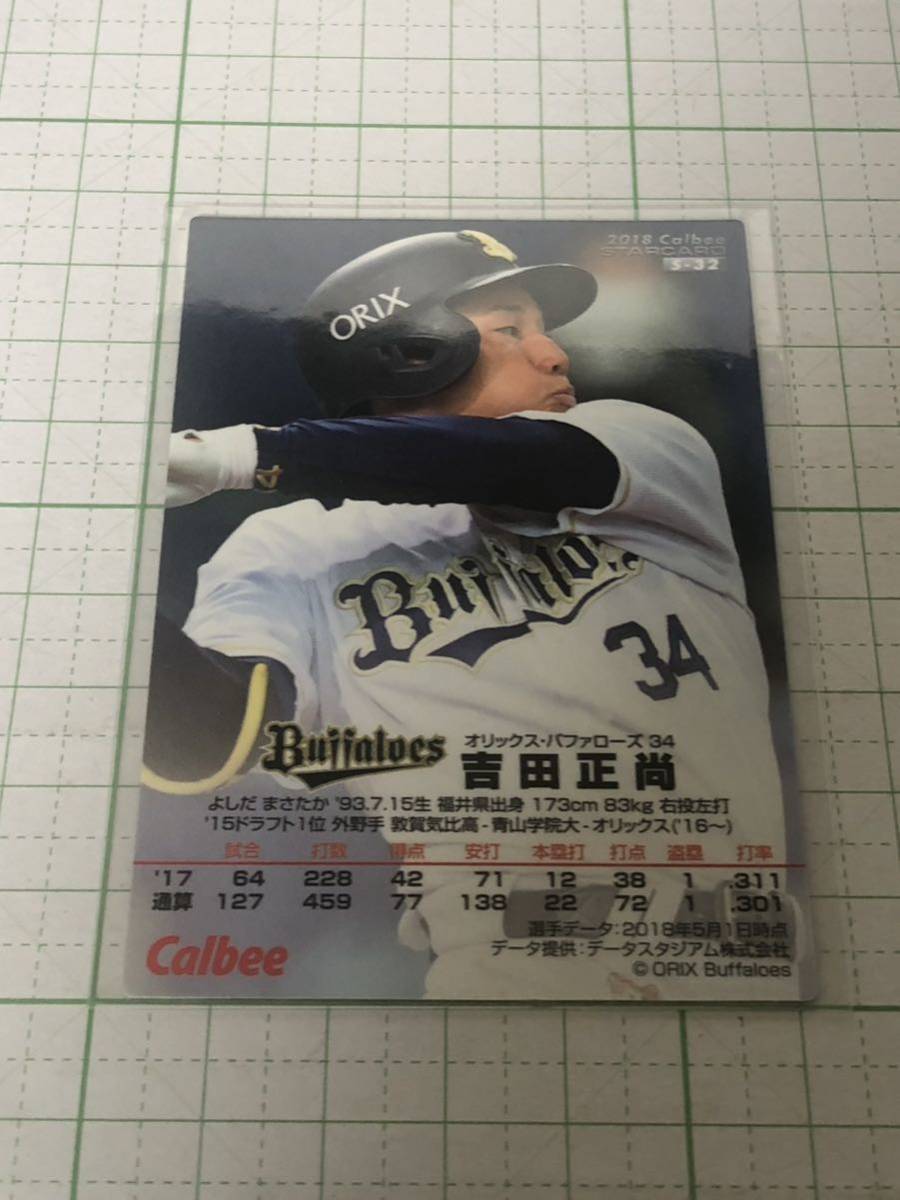 2018 Calbee
STARCARD
S-32
ORIX
Buffaloes
34
Buffaloes
オリックス・バファローズ 34
吉田正尚
よしだ まさたか '93.7.15生 福井県出身 173cm 83kg 右投左打
'15ドラフト1位 外野手 敦賀気比高-青山学院大-オリックス('16〜)
試合 打数 得点 安打 本塁打 打点 盗塁 打率
'17 64 228 42 71 12 38 1 .311
通算 127 459 77 138 22 72 1 .301
選手データ:2018年5月1日時点
データ提供:データスタジアム株式会社
Calbee
© ORIX Buffaloes